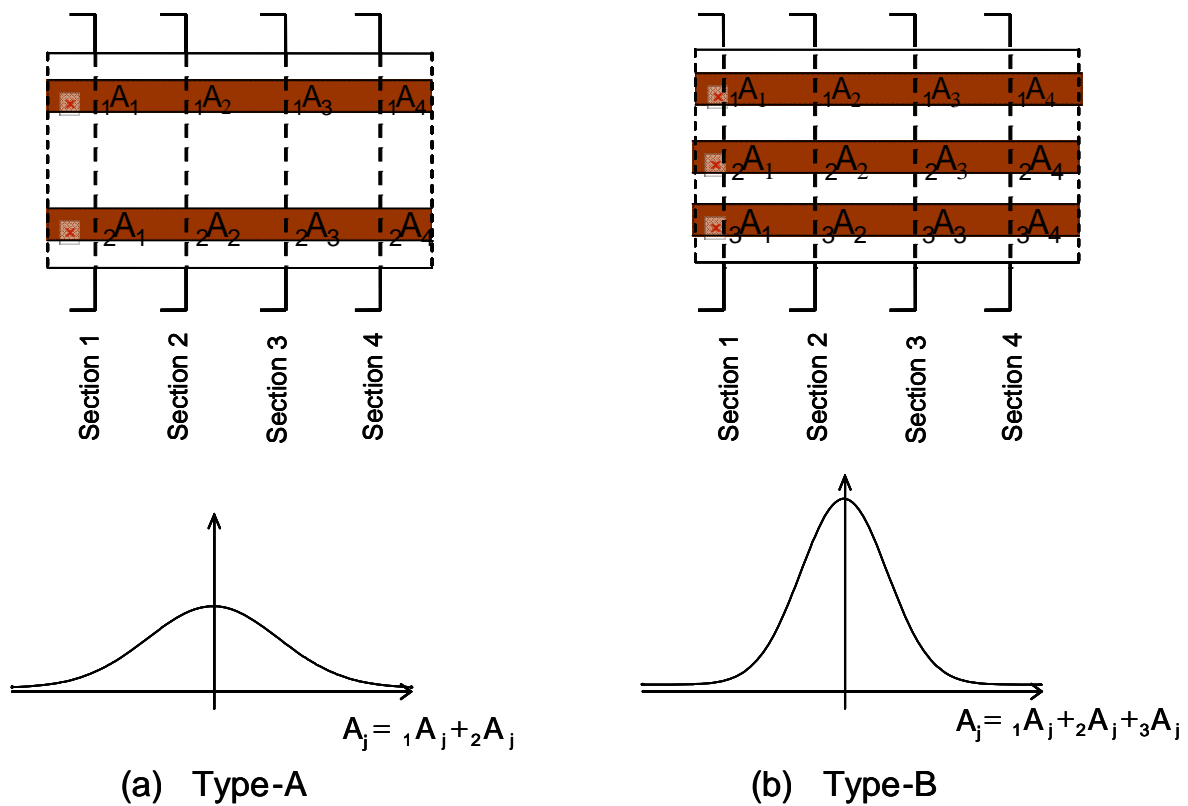 ₁A₁ ₁A₂ ₁A₃ ₁A₄
₂A₁ ₂A₂ ₂A₃ ₂A₄
Section 1
Section 2
Section 3
Section 4
Aⱼ = ₁Aⱼ+₂Aⱼ
(a) Type-A
₁A₁ ₁A₂ ₁A₃ ₁A₄
₂A₁ ₂A₂ ₂A₃ ₂A₄
₃A₁ ₃A₂ ₃A₃ ₃A₄
Section 1
Section 2
Section 3
Section 4
Aⱼ = ₁Aⱼ+₂Aⱼ+₃Aⱼ
(b) Type-B